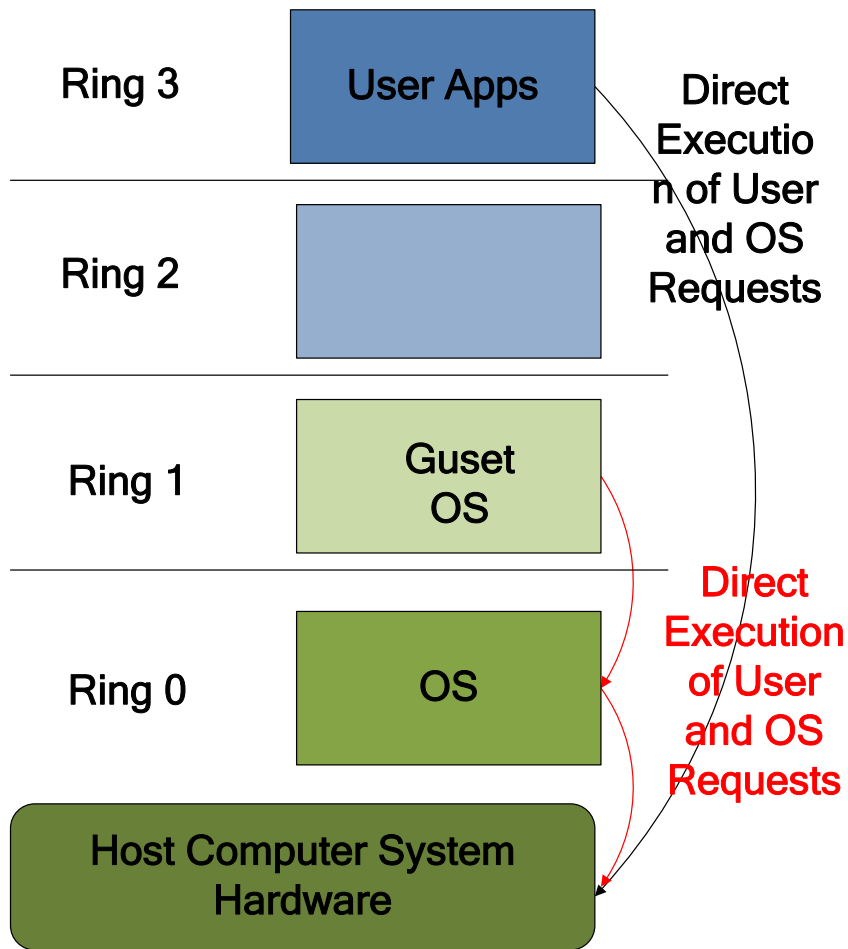 Ring 3
User Apps
Direct
Executio
n of User
and OS
Requests
Ring 2
Ring 1
Guset
OS
Direct
Execution
of User
and OS
Requests
Ring 0
OS
Host Computer System
Hardware